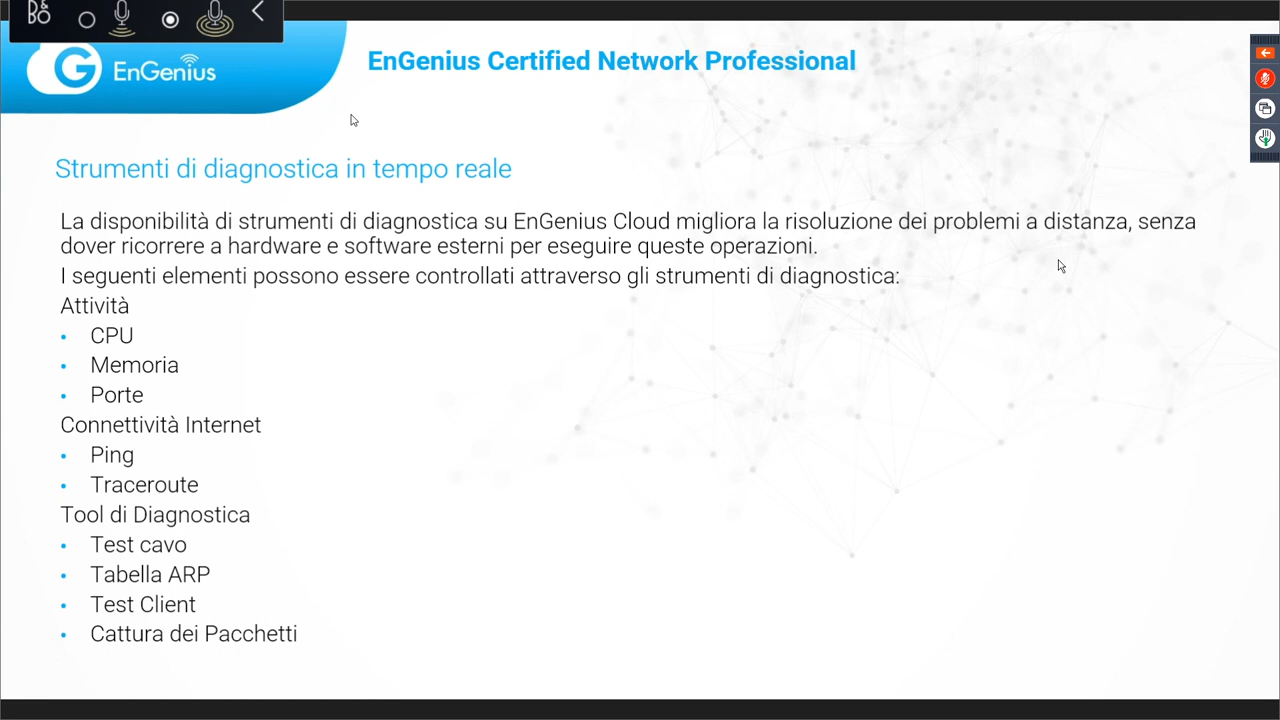 B&O
EnGenius
EnGenius Certified Network Professional
Strumenti di diagnostica in tempo reale
La disponibilità di strumenti di diagnostica su EnGenius Cloud migliora la risoluzione dei problemi a distanza, senza
dover ricorrere a hardware e software esterni per eseguire queste operazioni.
I seguenti elementi possono essere controllati attraverso gli strumenti di diagnostica:
Attività
• CPU
• Memoria
• Porte
Connettività Internet
• Ping
• Traceroute
Tool di Diagnostica
• Test cavo
• Tabella ARP
• Test Client
• Cattura dei Pacchetti